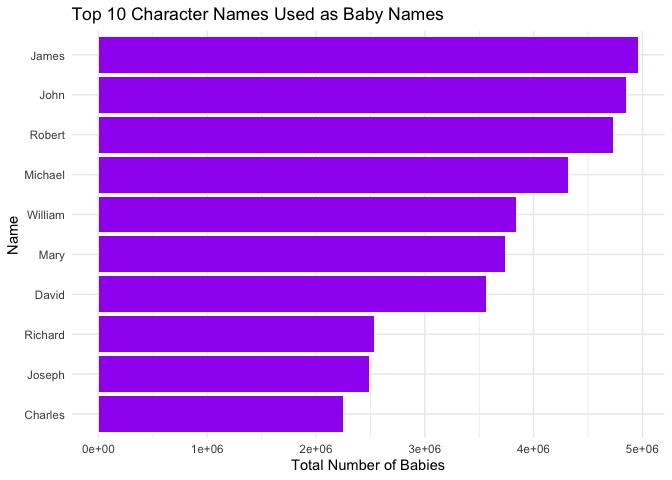 Top 10 Character Names Used as Baby Names
Name
James
John
Robert
Michael
William
Mary
David
Richard
Joseph
Charles
0e+00 1e+06 2e+06 3e+06 4e+06 5e+06
Total Number of Babies